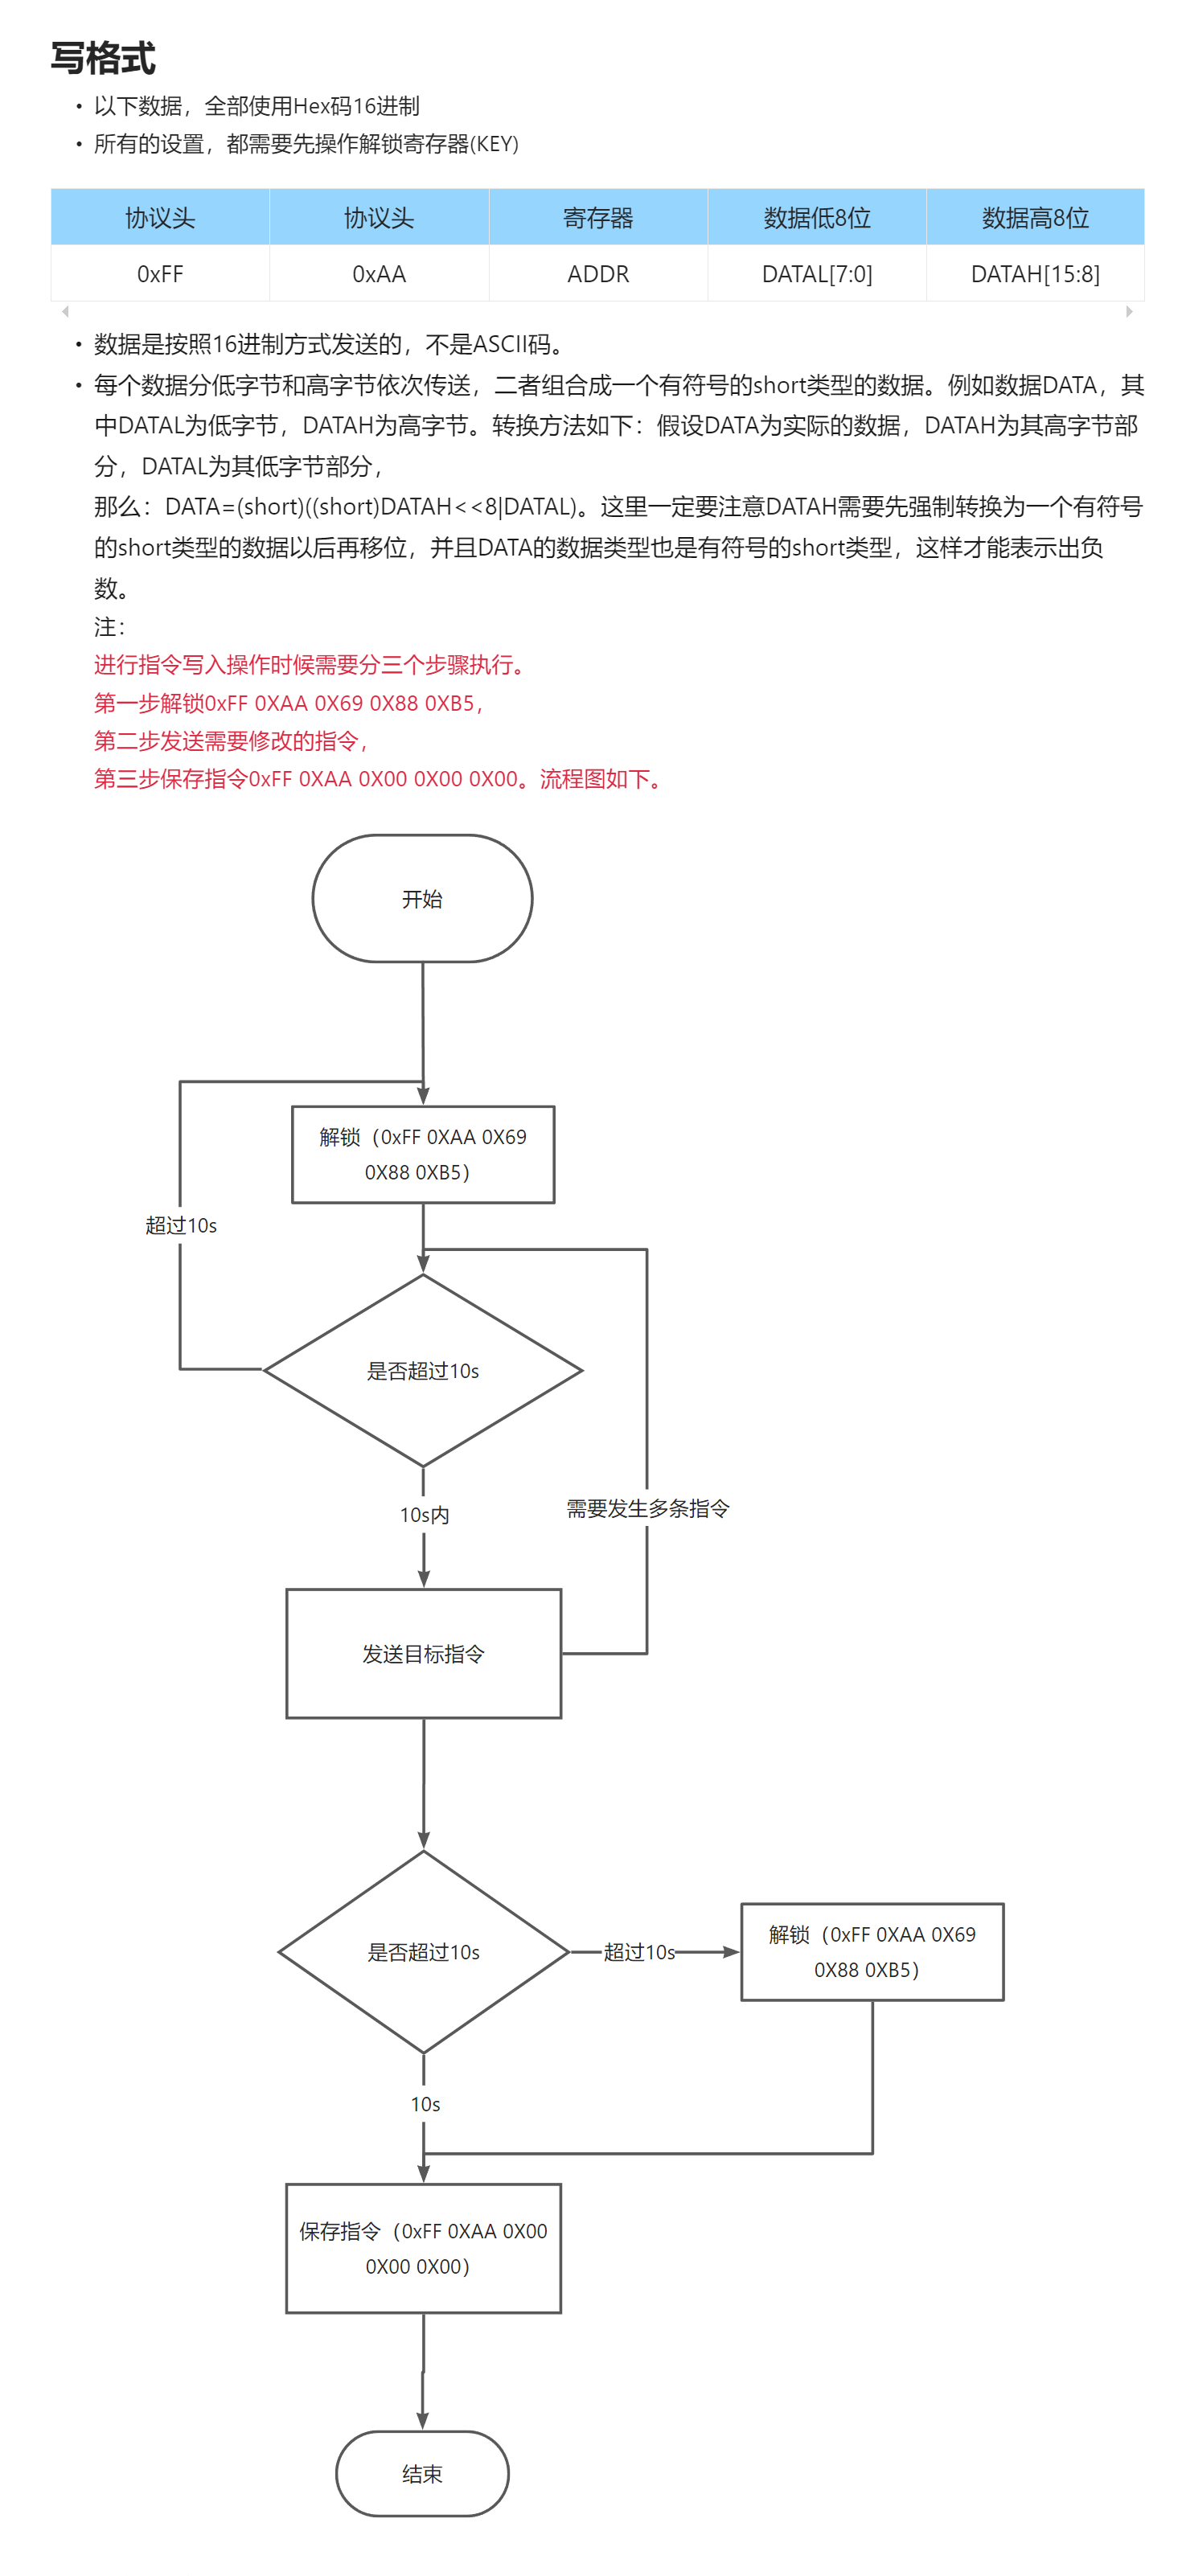 写格式
• 以下数据，全部使用Hex码16进制
• 所有的设置，都需要先操作解锁寄存器(KEY)
协议头 协议头 寄存器 数据低8位 数据高8位
0xFF 0xAA ADDR DATAL[7:0] DATAH[15:8]
• 数据是按照16进制方式发送的，不是ASCII码。
• 每个数据分低字节和高字节依次传送，二者组合成一个有符号的short类型的数据。例如数据DATA，其
中DATAL为低字节，DATAH为高字节。转换方法如下：假设DATA为实际的数据，DATAH为其高字节部
分，DATAL为其低字节部分，
那么：DATA=(short)((short)DATAH<<8|DATAL)。这里一定要注意DATAH需要先强制转换为一个有符号
的short类型的数据以后再移位，并且DATA的数据类型也是有符号的short类型，这样才能表示出负
数。
注：
进行指令写入操作时候需要分三个步骤执行。
第一步解锁0xFF 0XAA 0X69 0X88 0XB5，
第二步发送需要修改的指令，
第三步保存指令0xFF 0XAA 0X00 0X00 0X00。流程图如下。
开始
解锁（0xFF 0XAA 0X69
0X88 0XB5）
超过10s
是否超过10s
10s内
需要发生多条指令
发送目标指令
是否超过10s
超过10s
解锁（0xFF 0XAA 0X69
0X88 0XB5）
10s
保存指令（0xFF 0XAA 0X00
0X00 0X00）
结束